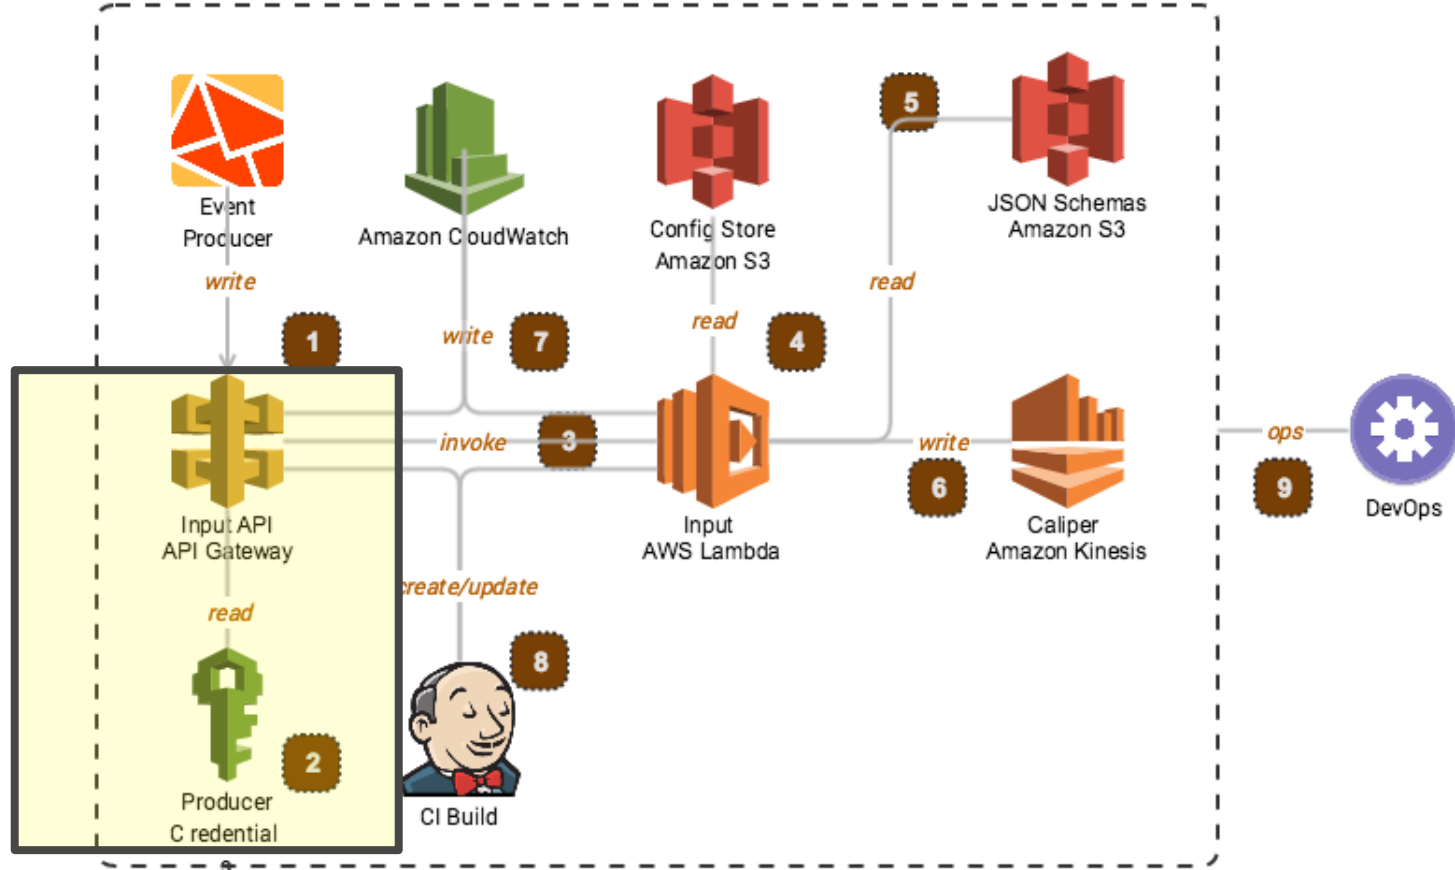 5
Event
Producer
Amazon CloudWatch
Config Store
Amazon S3
JSON Schemas
Amazon S3
write
read
read
write
1
7
4
invoke
3
write
6
ops
9
Input API
API Gateway
Input
AWS Lambda
Caliper
Amazon Kinesis
DevOps
create/update
read
8
2
Producer
C redential
CI Build